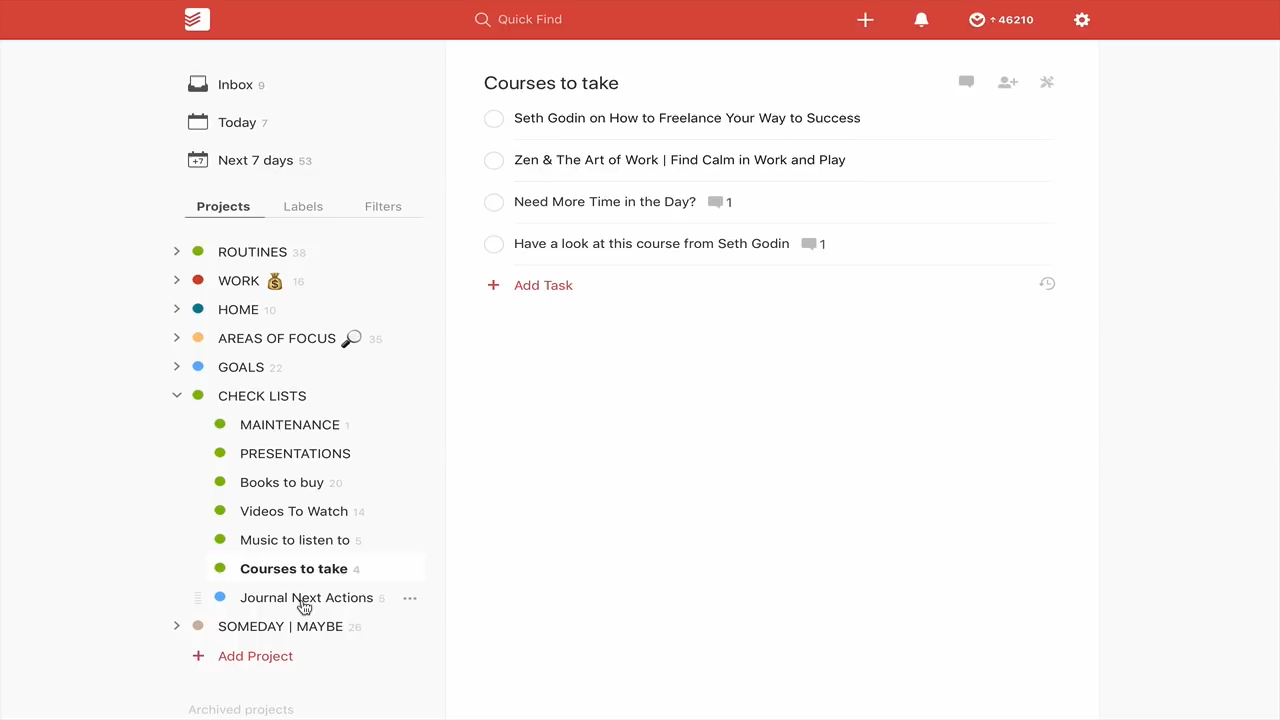 Quick Find
46210
Inbox 9
Today 7
+7 Next 7 days 53
Projects Labels Filters
ROUTINES 38
WORK 💰 16
HOME 10
AREAS OF FOCUS 🔎 35
GOALS 22
CHECK LISTS
MAINTENANCE 1
PRESENTATIONS
Books to buy 20
Videos To Watch 14
Music to listen to 5
Courses to take 4
Journal Next Actions 5
SOMEDAY | MAYBE 26
+ Add Project
Archived projects
Courses to take
Seth Godin on How to Freelance Your Way to Success
Zen & The Art of Work | Find Calm in Work and Play
Need More Time in the Day? 1
Have a look at this course from Seth Godin 1
+ Add Task